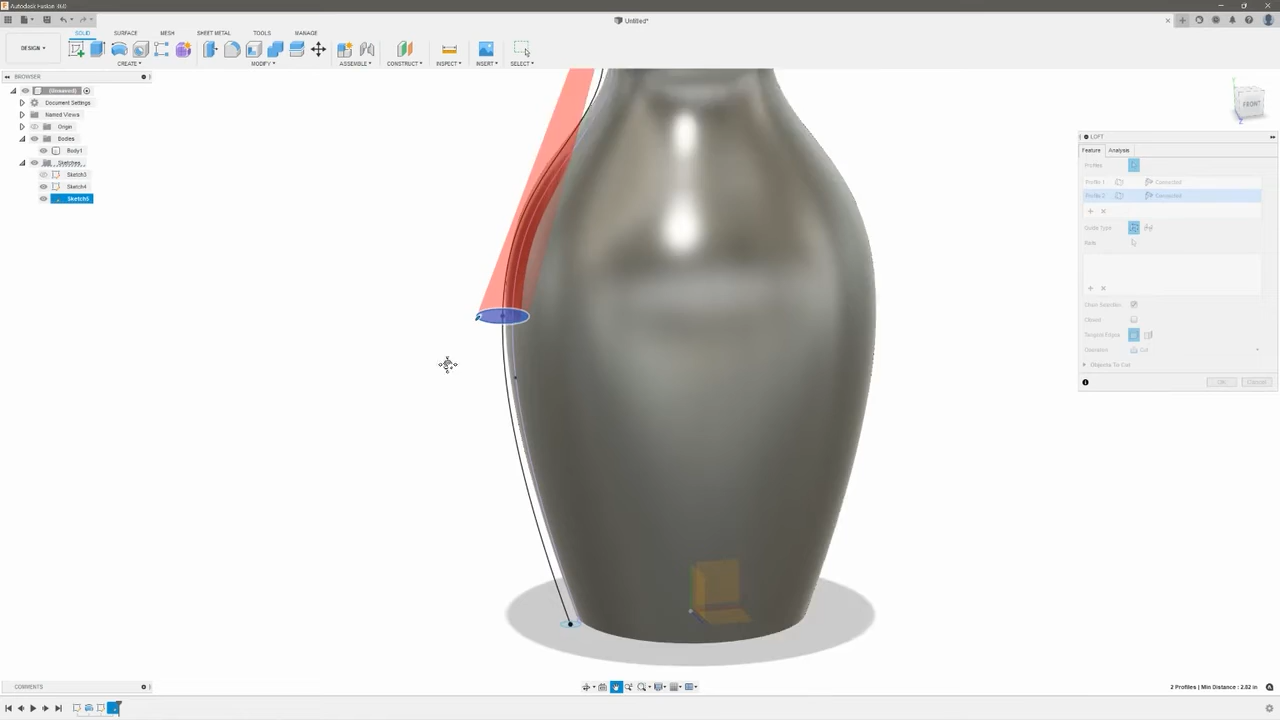 Autodesk Fusion 360
Untitled*
DESIGN
SOLID SURFACE MESH SHEET METAL TOOLS MANAGE
CREATE MODIFY ASSEMBLE CONSTRUCT INSPECT INSERT SELECT
BROWSER
(Unsaved)
Document Settings
Named Views
Origin
Bodies
Body1
Sketches
Sketch3
Sketch4
Sketch5
FRONT
LOFT
Feature Analysis
Profiles
Profile 1 Connected
Profile 2 Connected
Guide Type
Rails
Chain Selection
Closed
Tangent Edges
Operation Cut
Objects To Cut
OK Cancel
COMMENTS
2 Profiles | Min Distance : 2.82 in